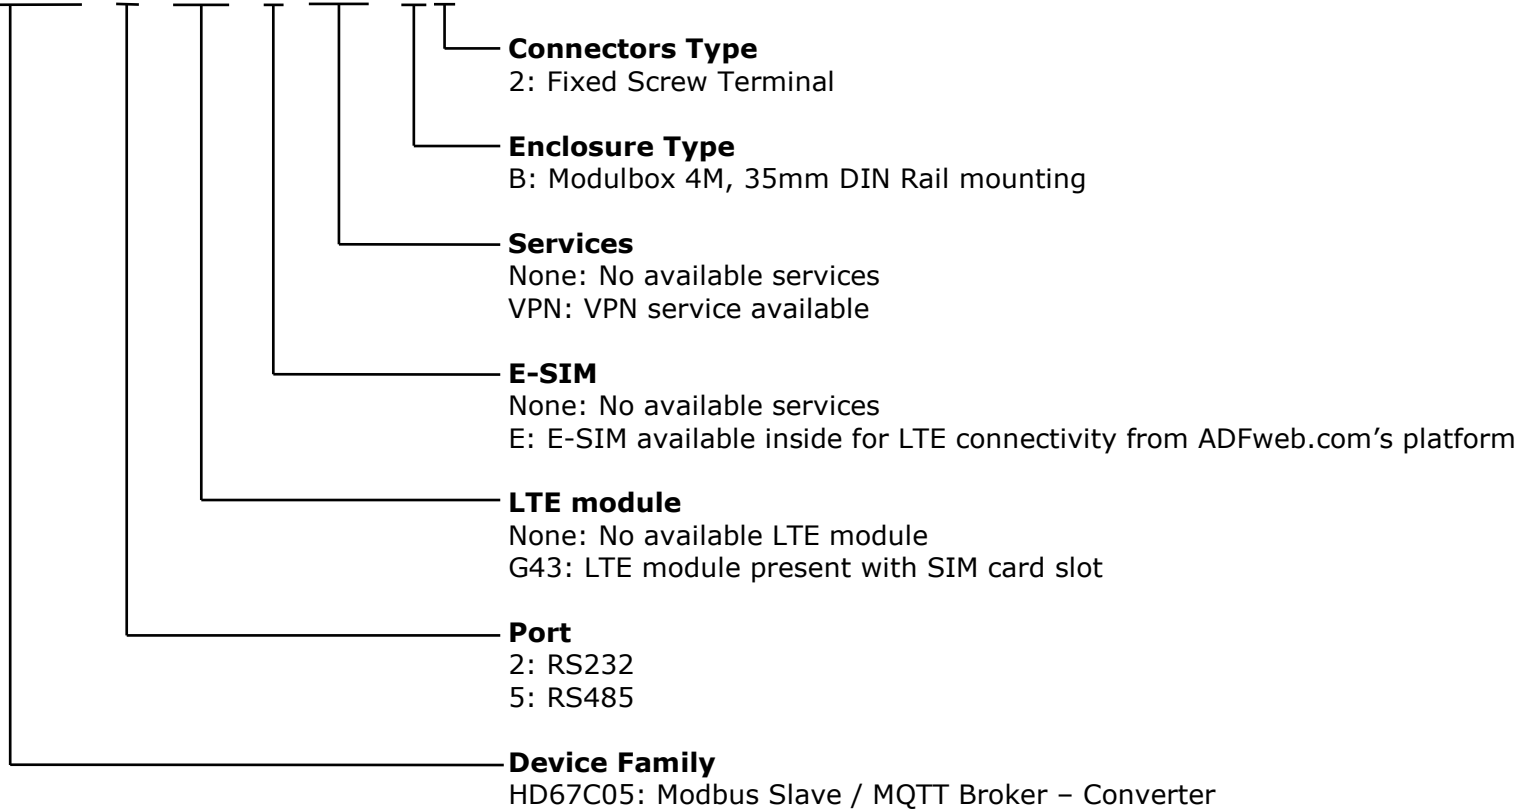 Connectors Type
2: Fixed Screw Terminal
Enclosure Type
B: Modulbox 4M, 35mm DIN Rail mounting
Services
None: No available services
VPN: VPN service available
E-SIM
None: No available services
E: E-SIM available inside for LTE connectivity from ADFweb.com’s platform
LTE module
None: No available LTE module
G43: LTE module present with SIM card slot
Port
2: RS232
5: RS485
Device Family
HD67C05: Modbus Slave / MQTT Broker – Converter